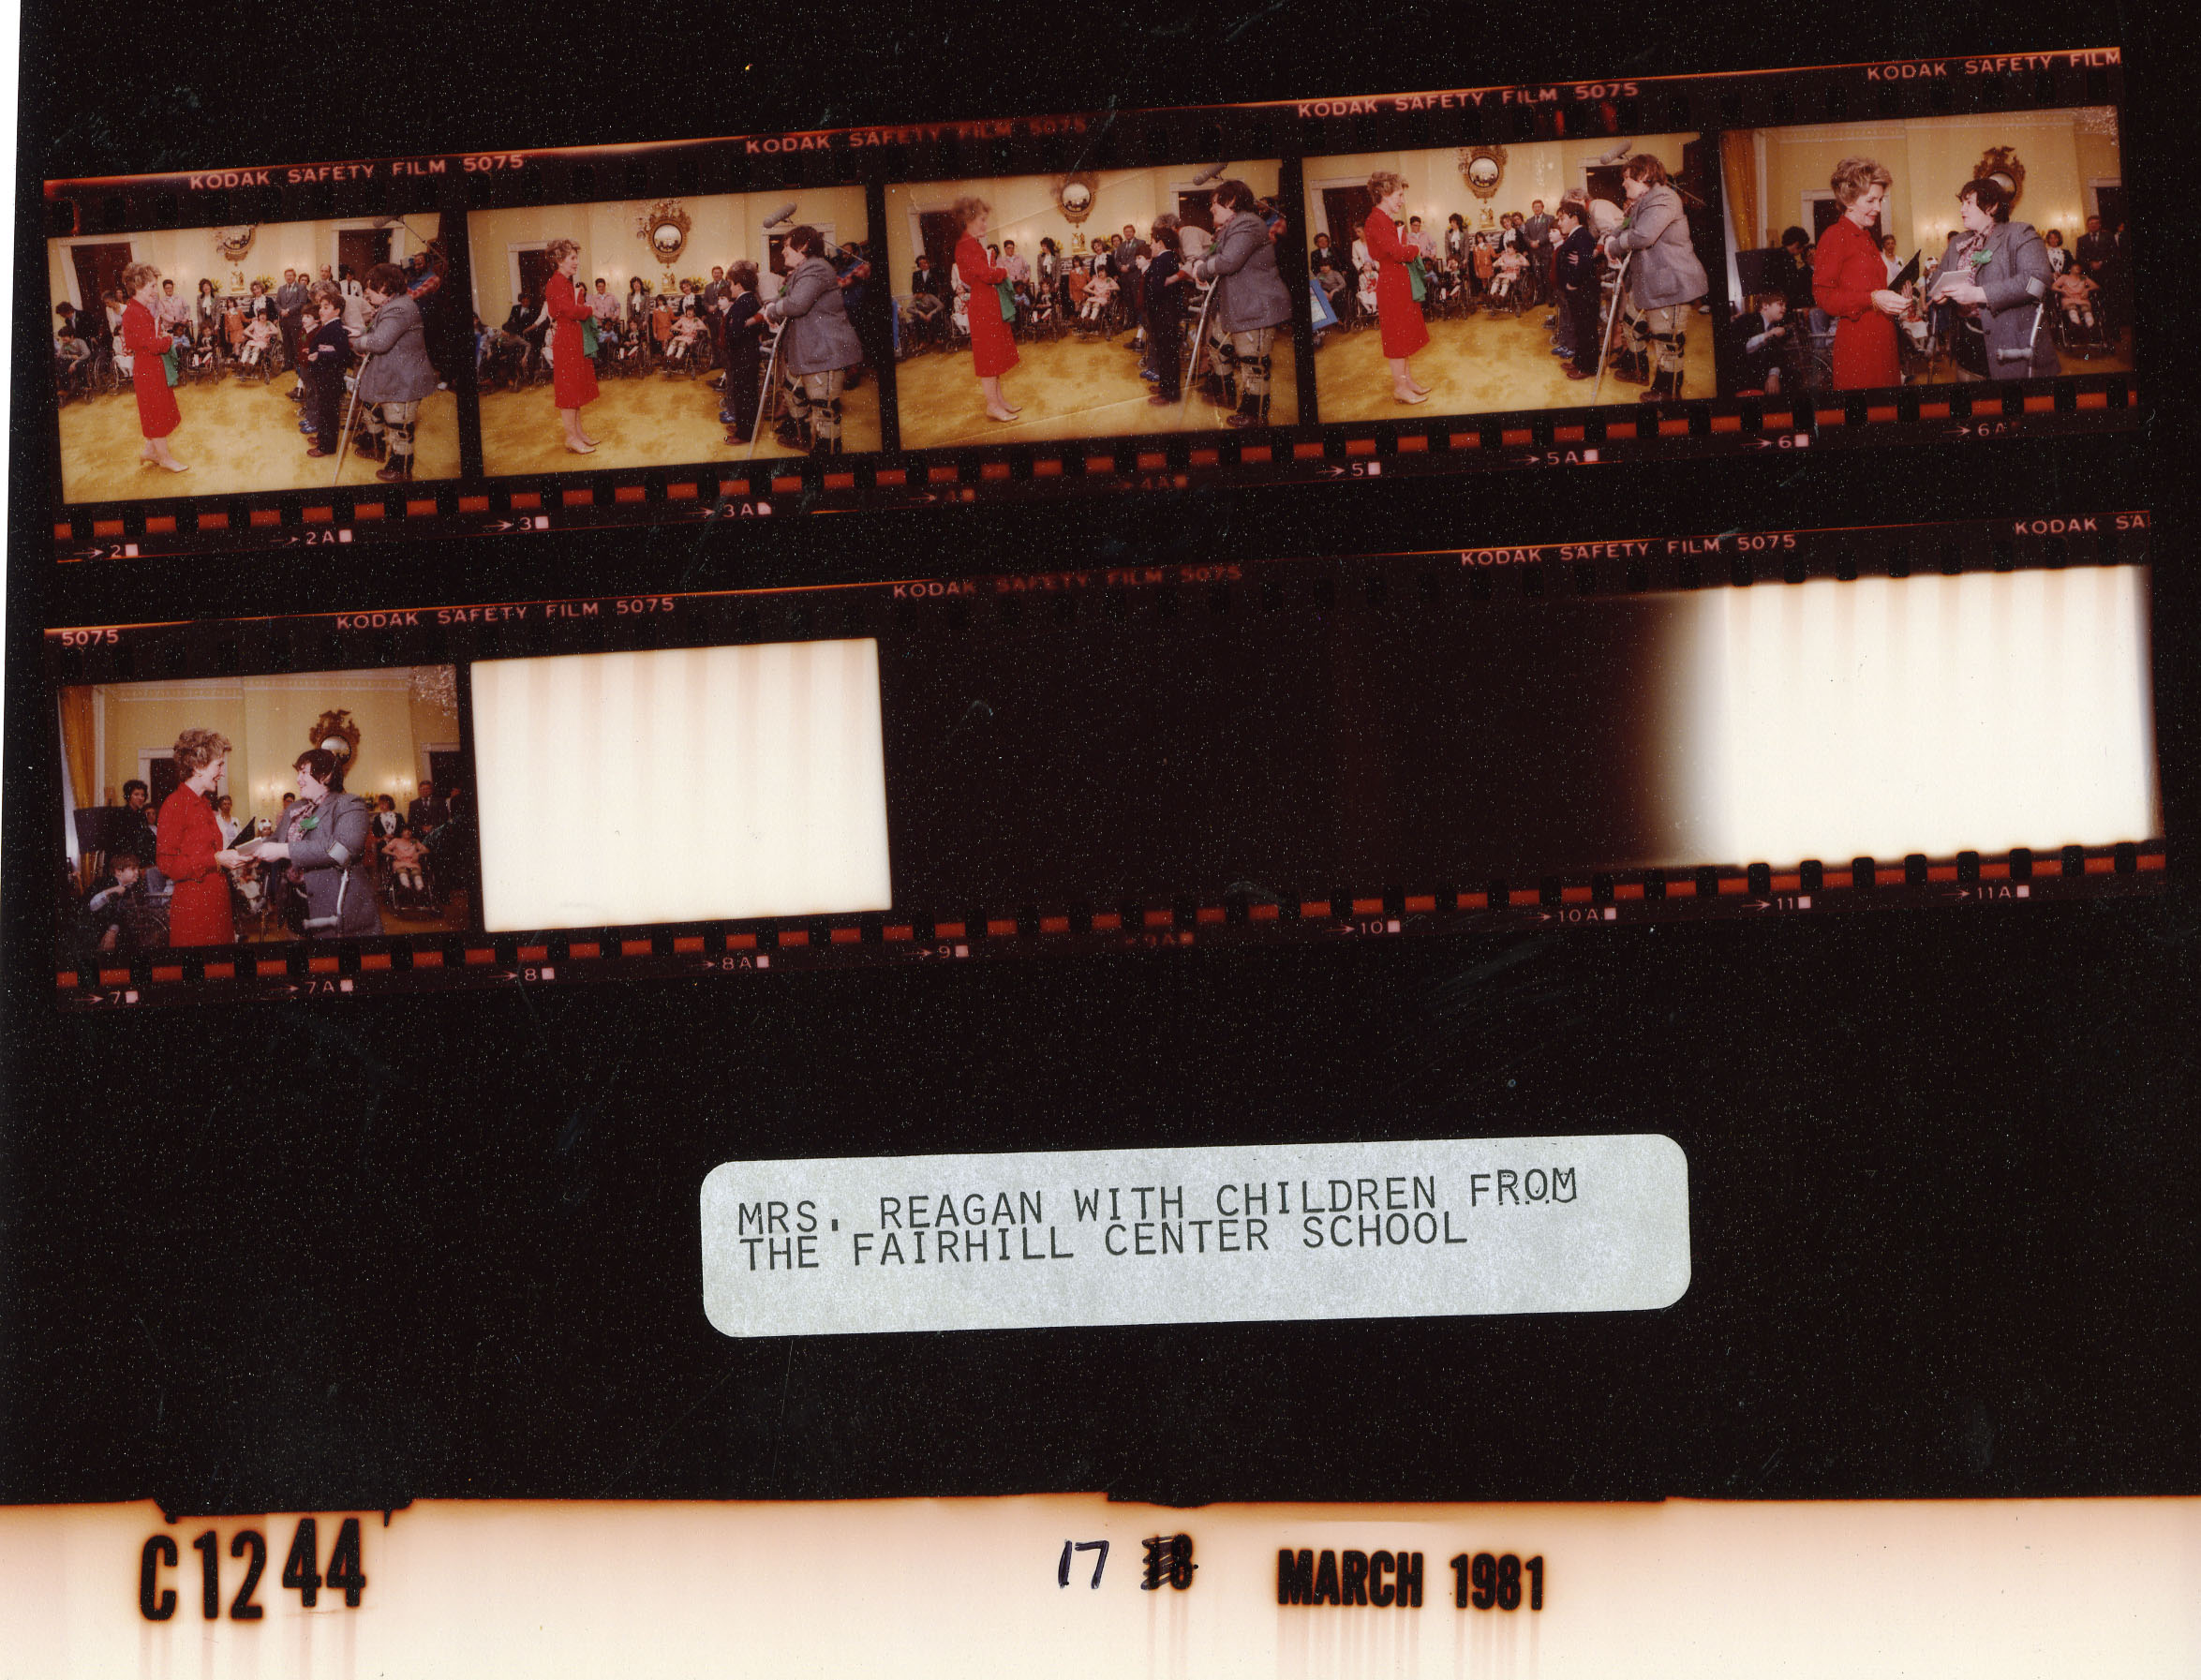 KODAK SAFETY FILM 5075
KODAK SAFETY FILM 5075
KODAK SAFETY FILM 5075
KODAK SAFETY FILM
→2 →2A →3 →3A →4 →4A →5 →5A →6 →6A
5075
KODAK SAFETY FILM 5075
KODAK SAFETY FILM 5075
KODAK SAFETY FILM 5075
KODAK SA
→7 →7A →8 →8A →9 →9A →10 →10A →11 →11A
MRS. REAGAN WITH CHILDREN FROM
THE FAIRHILL CENTER SCHOOL
C1244 17 18 MARCH 1981